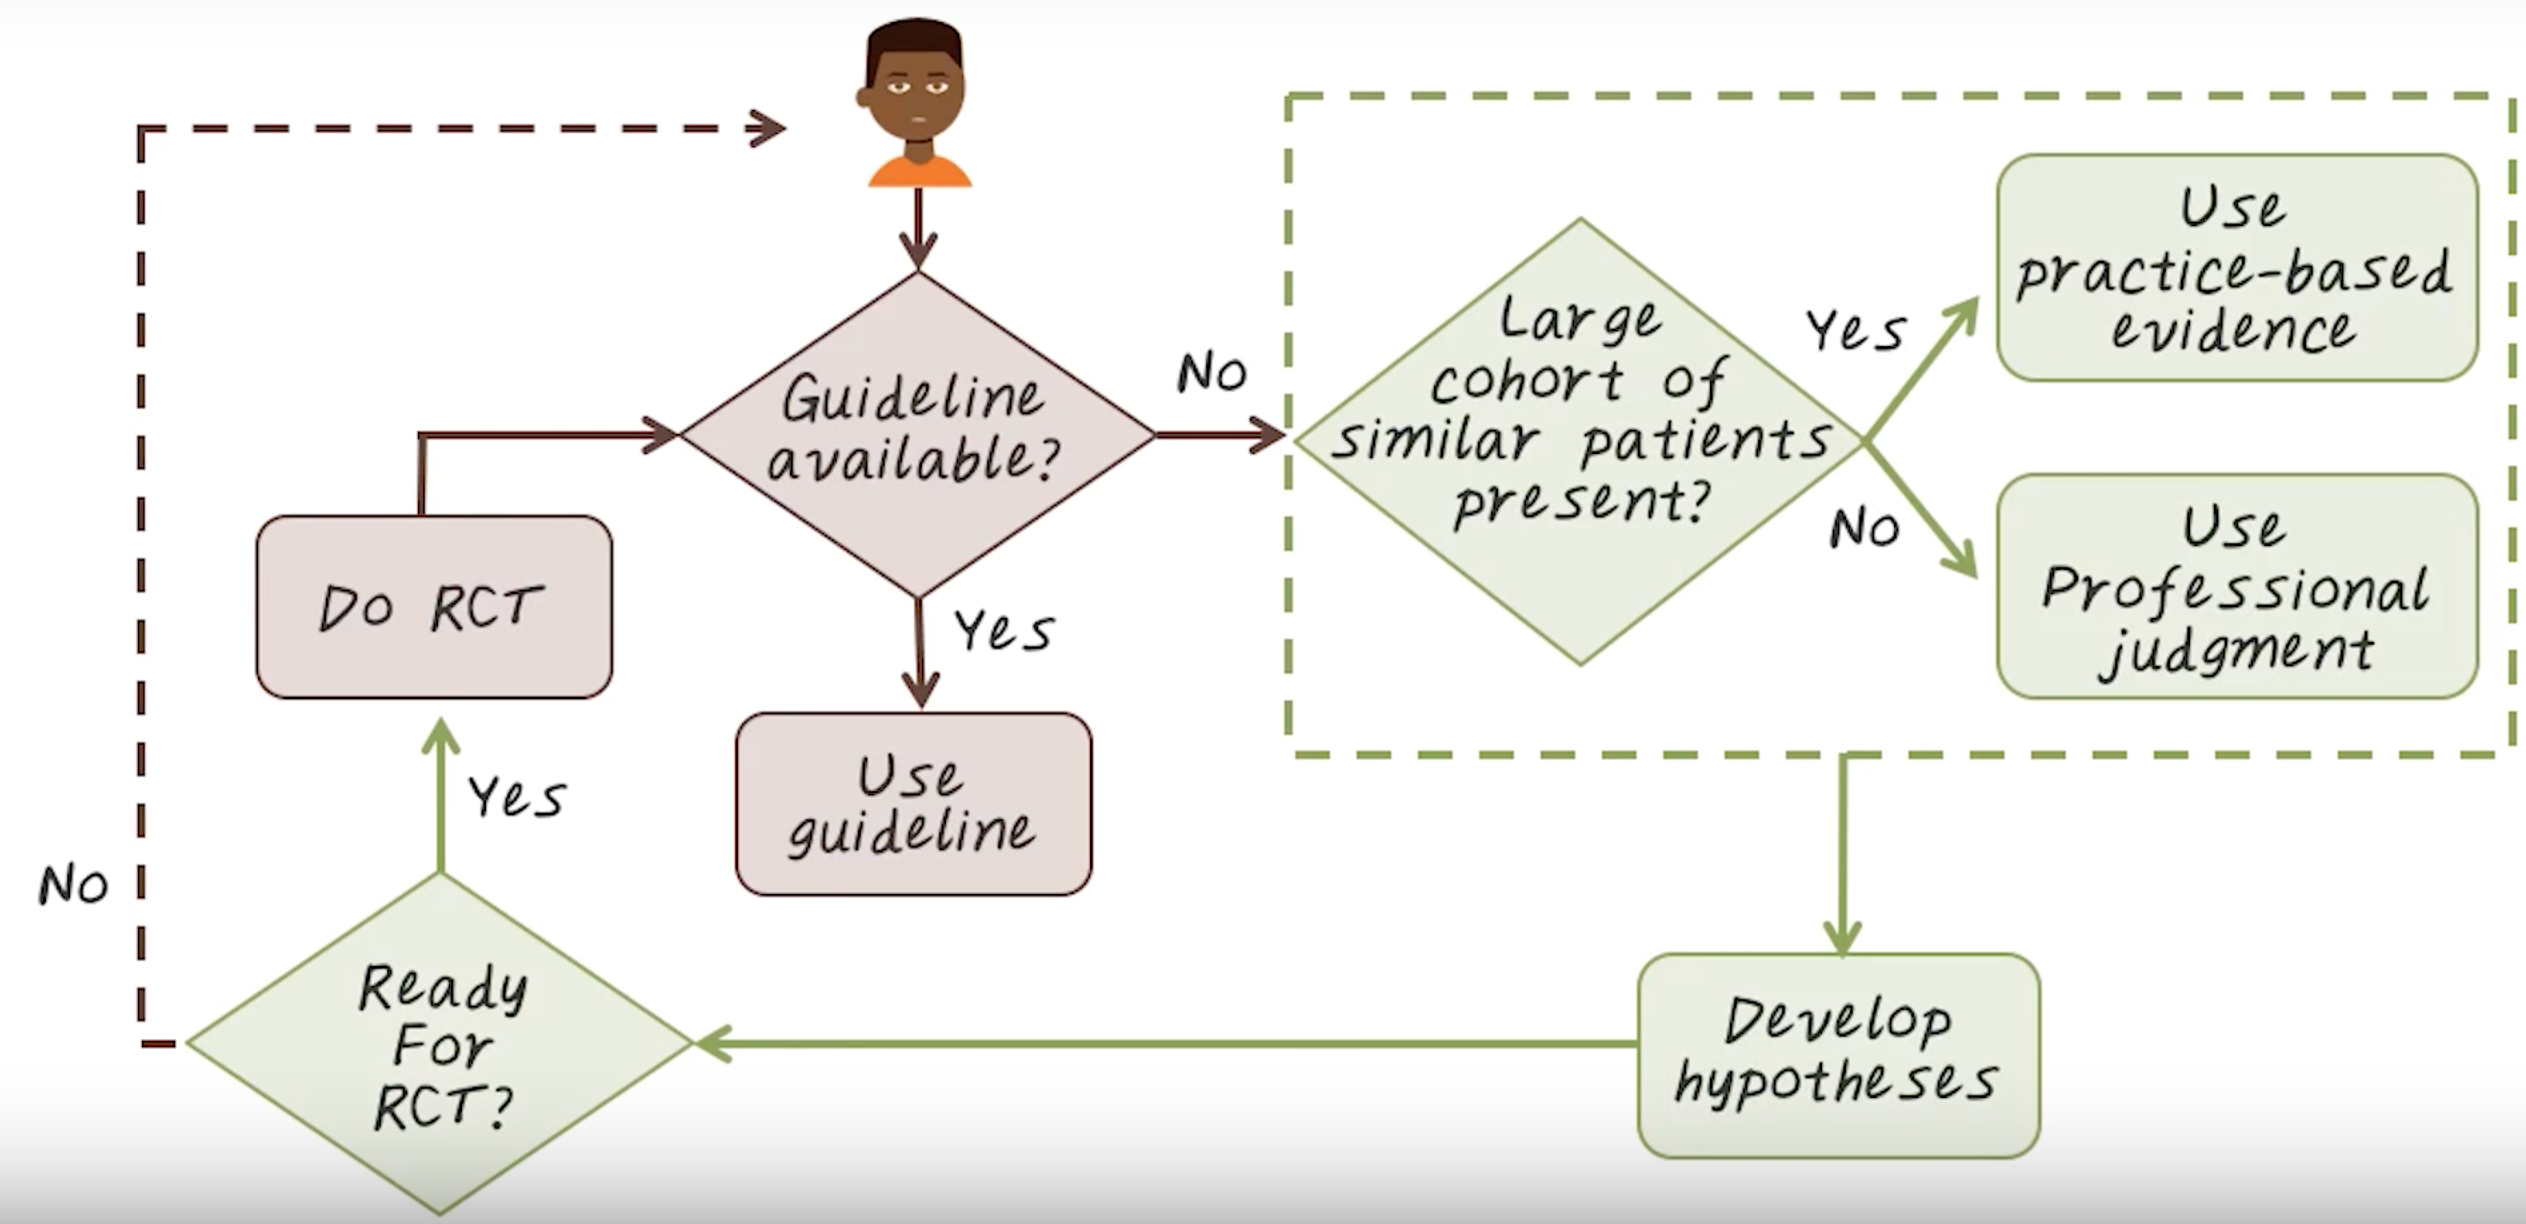 Guideline
available?
No
Large
cohort of
similar patients
present?
Yes
Use
practice-based
evidence
No
Use
Professional
judgment
Do RCT
Yes
Use
guideline
Yes
No
Ready
For
RCT?
Develop
hypotheses